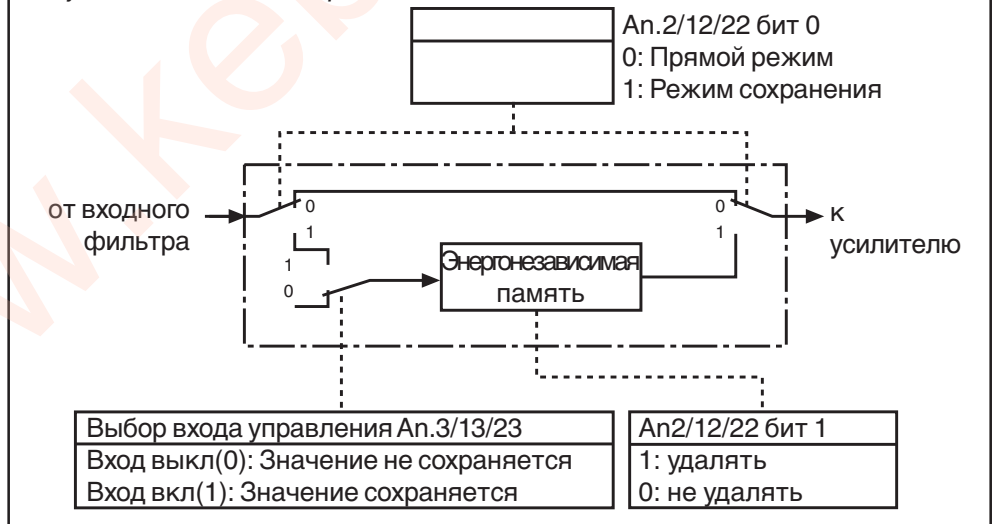 An.2/12/22 бит 0
0: Прямой режим
1: Режим сохранения
от входного
фильтра
0
1
1
0
Энергонезависимая
память
0
1
к
усилителю
Выбор входа управления An.3/13/23
Вход выкл(0): Значение не сохраняется
Вход вкл(1): Значение сохраняется
An2/12/22 бит 1
1: удалять
0: не удалять